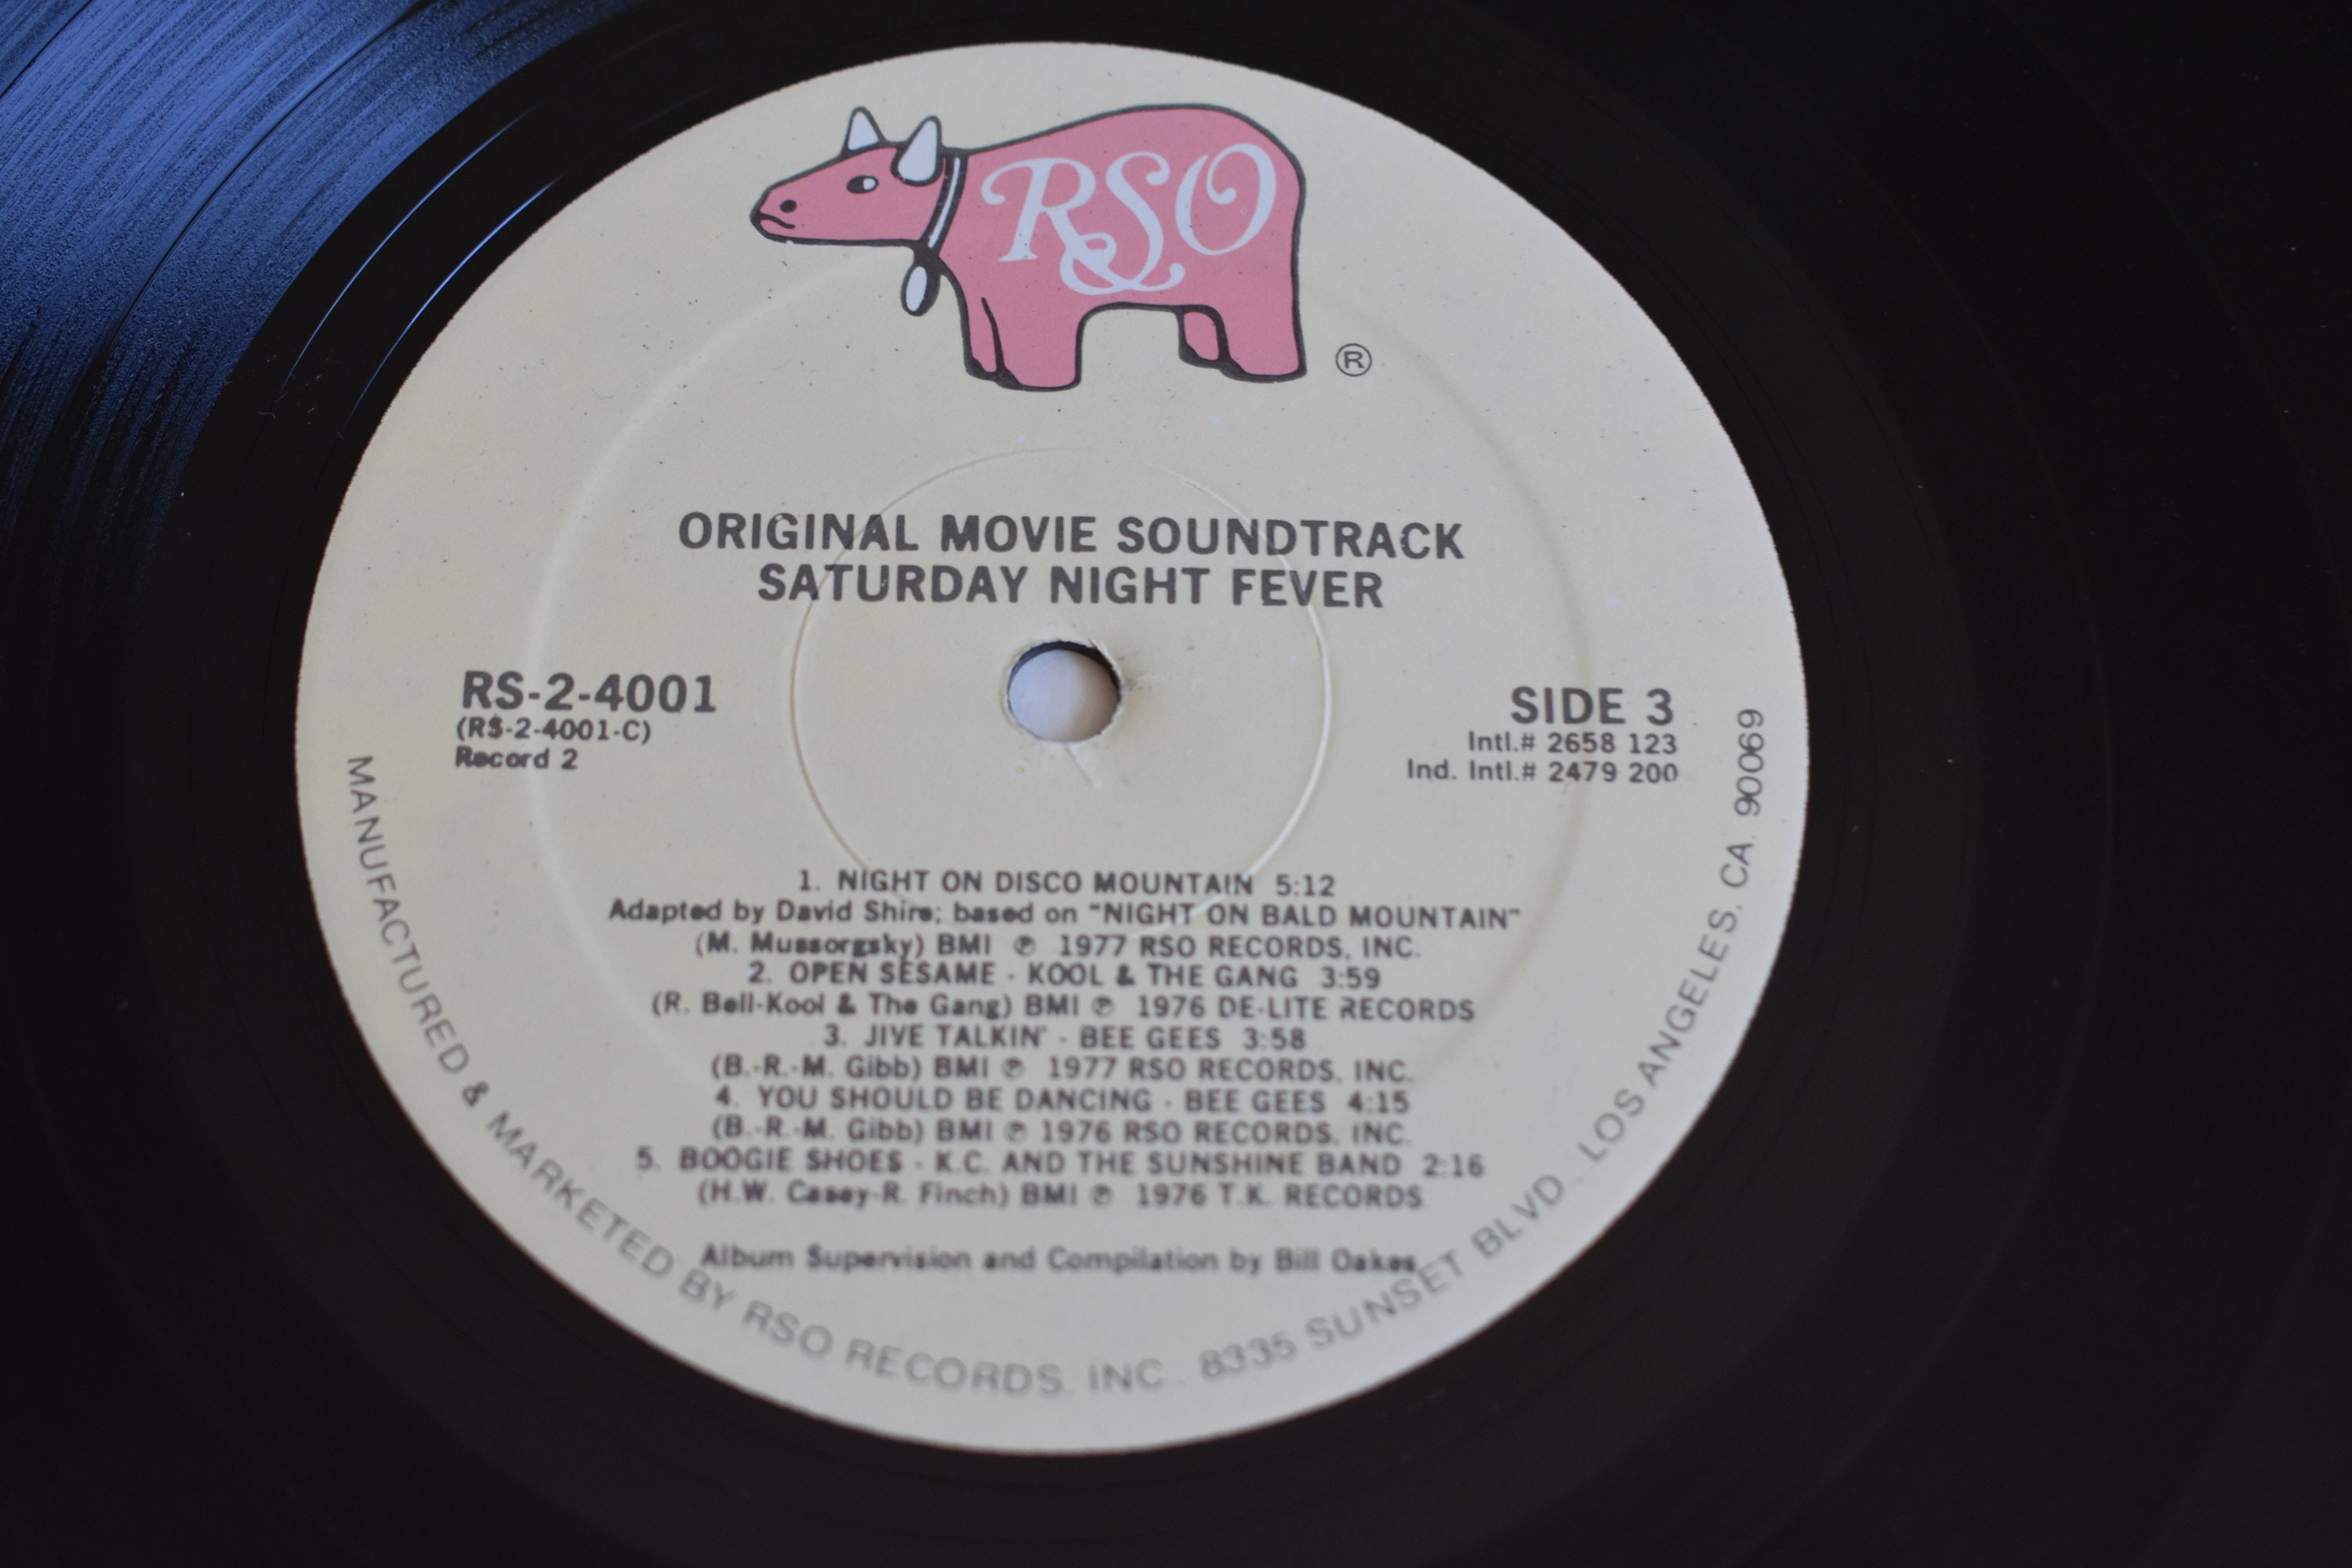 RSO
®
ORIGINAL MOVIE SOUNDTRACK
SATURDAY NIGHT FEVER
RS-2-4001
(RS-2-4001-C)
Record 2
SIDE 3
Intl.# 2658 123
Ind. Intl.# 2479 200
1. NIGHT ON DISCO MOUNTAIN 5:12
Adapted by David Shire; based on "NIGHT ON BALD MOUNTAIN"
(M. Mussorgsky) BMI ℗ 1977 RSO RECORDS, INC.
2. OPEN SESAME - KOOL & THE GANG 3:59
(R. Bell-Kool & The Gang) BMI ℗ 1976 DE-LITE RECORDS
3. JIVE TALKIN' - BEE GEES 3:58
(B.-R.-M. Gibb) BMI ℗ 1977 RSO RECORDS, INC.
4. YOU SHOULD BE DANCING - BEE GEES 4:15
(B.-R.-M. Gibb) BMI ℗ 1976 RSO RECORDS, INC.
5. BOOGIE SHOES - K.C. AND THE SUNSHINE BAND 2:16
(H.W. Casey-R. Finch) BMI ℗ 1976 T.K. RECORDS
Album Supervision and Compilation by Bill Oakes
MANUFACTURED & MARKETED BY RSO RECORDS, INC., 8335 SUNSET BLVD., LOS ANGELES, CA. 90069